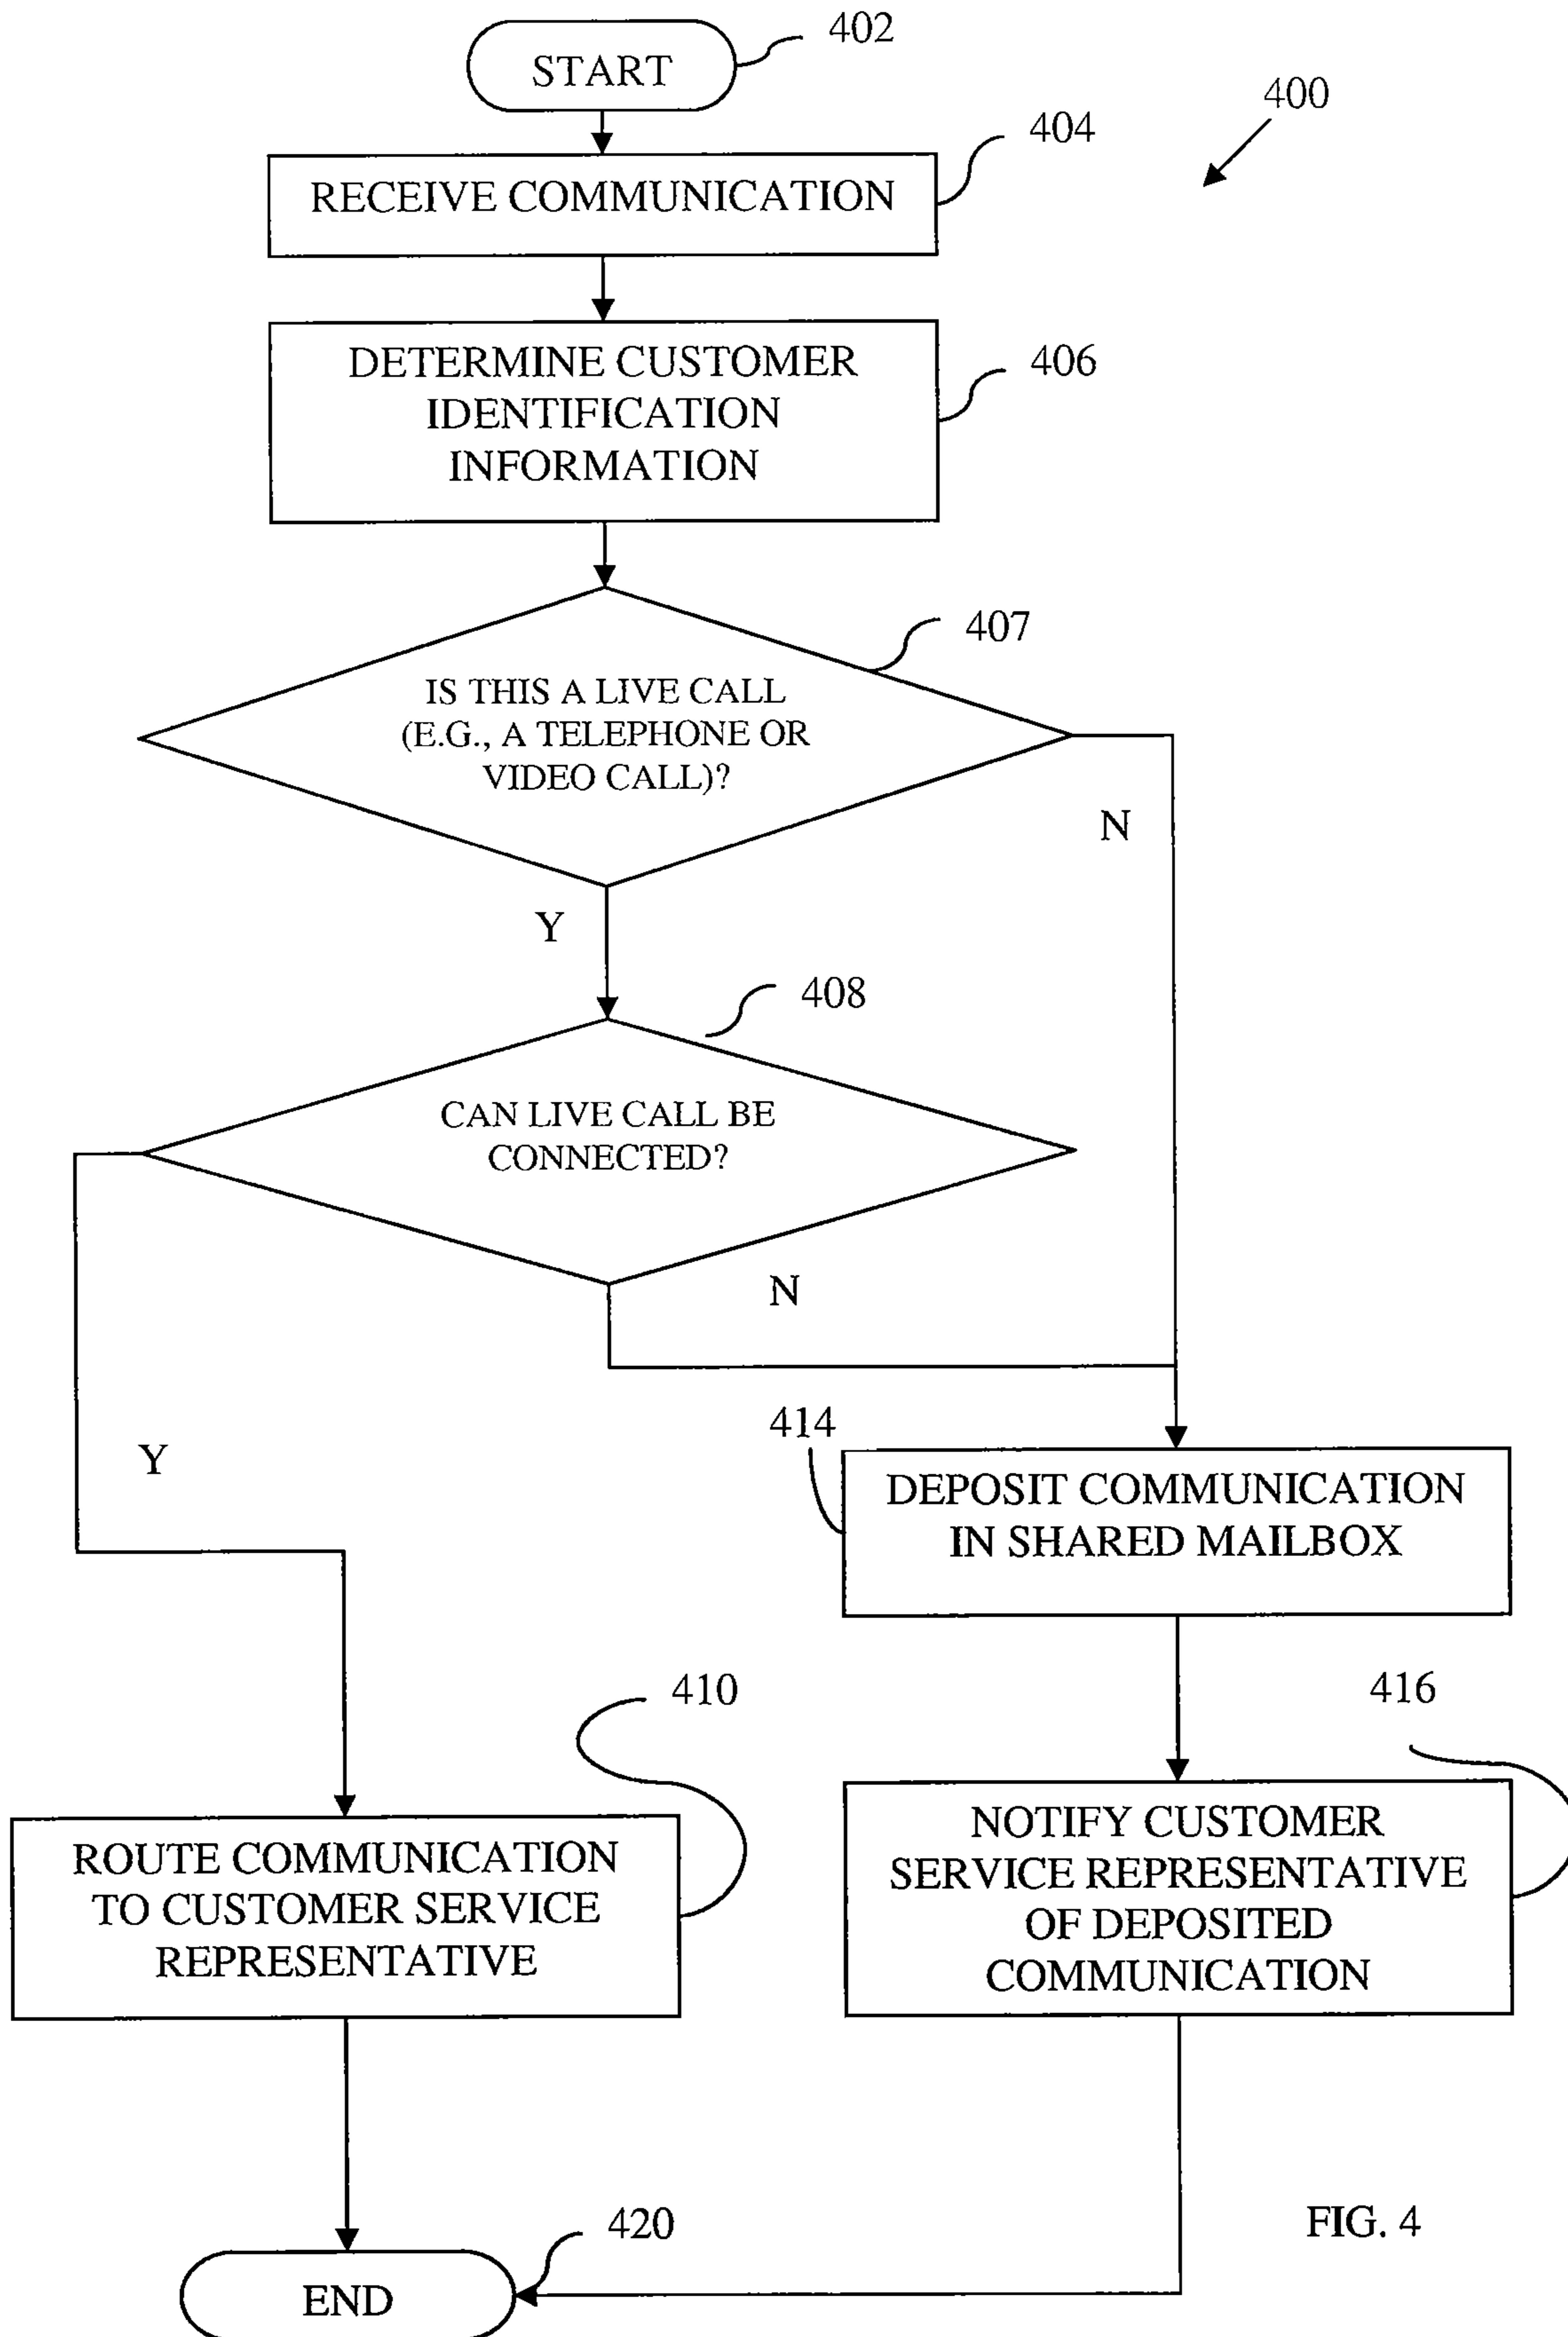 402
START
400
404
RECEIVE COMMUNICATION
DETERMINE CUSTOMER
IDENTIFICATION
INFORMATION
406
407
IS THIS A LIVE CALL
(E.G., A TELEPHONE OR
VIDEO CALL)?
N
Y
408
CAN LIVE CALL BE
CONNECTED?
N
Y
414
DEPOSIT COMMUNICATION
IN SHARED MAILBOX
410
416
ROUTE COMMUNICATION
TO CUSTOMER SERVICE
REPRESENTATIVE
NOTIFY CUSTOMER
SERVICE REPRESENTATIVE
OF DEPOSITED
COMMUNICATION
420
FIG. 4
END